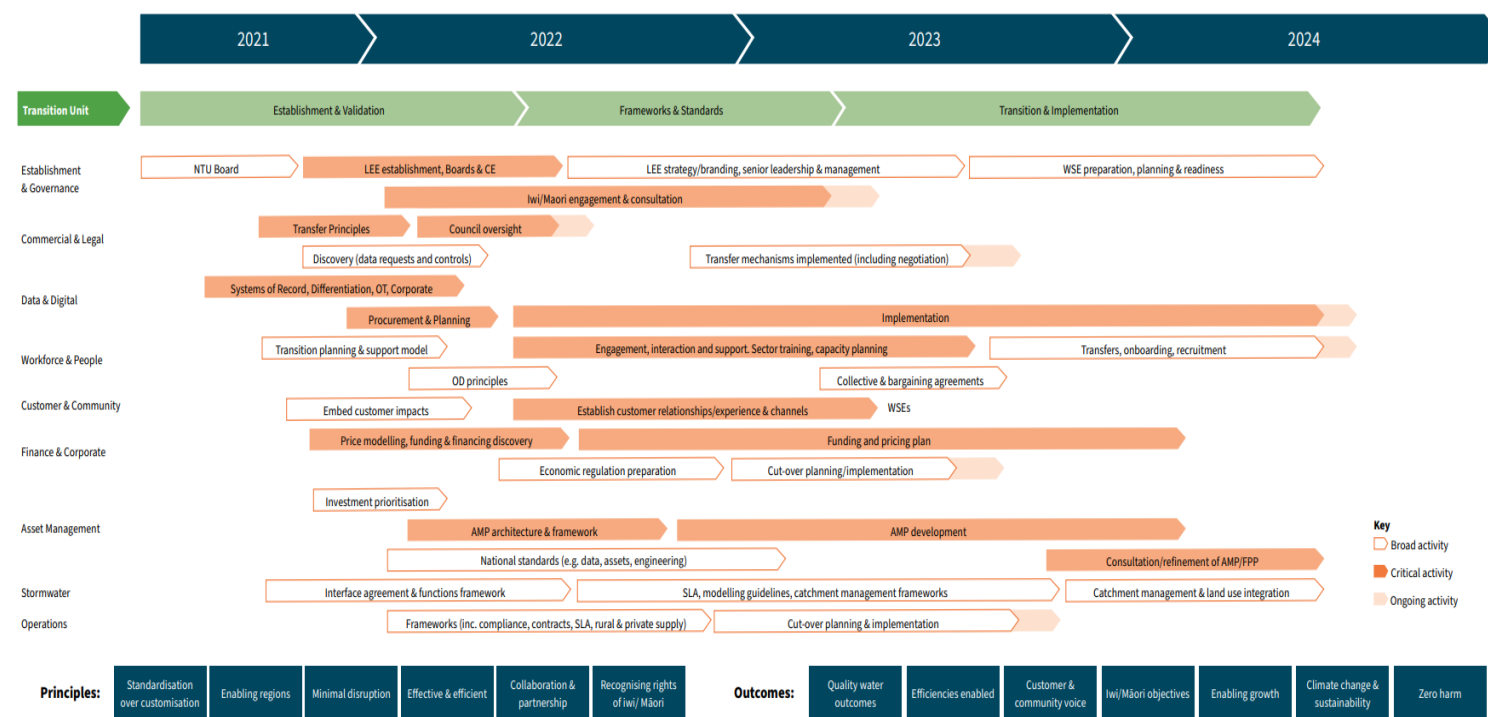 2021
2022
2023
2024
Transition Unit
Establishment & Validation
Frameworks & Standards
Transition & Implementation
Establishment
& Governance
NTU Board
LEE establishment, Boards & CE
LEE strategy/branding, senior leadership & management
WSE preparation, planning & readiness
Iwi/Maori engagement & consultation
Commercial & Legal
Transfer Principles
Council oversight
Discovery (data requests and controls)
Transfer mechanisms implemented (including negotiation)
Data & Digital
Systems of Record, Differentiation, OT, Corporate
Procurement & Planning
Implementation
Workforce & People
Transition planning & support model
Engagement, interaction and support. Sector training, capacity planning
Transfers, onboarding, recruitment
OD principles
Collective & bargaining agreements
Customer & Community
Embed customer impacts
Establish customer relationships/experience & channels
WSEs
Finance & Corporate
Price modelling, funding & financing discovery
Funding and pricing plan
Economic regulation preparation
Cut-over planning/implementation
Investment prioritisation
Asset Management
AMP architecture & framework
AMP development
National standards (e.g. data, assets, engineering)
Consultation/refinement of AMP/FPP
Stormwater
Interface agreement & functions framework
SLA, modelling guidelines, catchment management frameworks
Catchment management & land use integration
Operations
Frameworks (inc. compliance, contracts, SLA, rural & private supply)
Cut-over planning & implementation
Key
Broad activity
Critical activity
Ongoing activity
Principles:
Standardisation
over customisation
Enabling regions
Minimal disruption
Effective & efficient
Collaboration &
partnership
Recognising rights
of iwi/ Māori
Outcomes:
Quality water
outcomes
Efficiencies enabled
Customer &
community voice
Iwi/Māori objectives
Enabling growth
Climate change &
sustainability
Zero harm